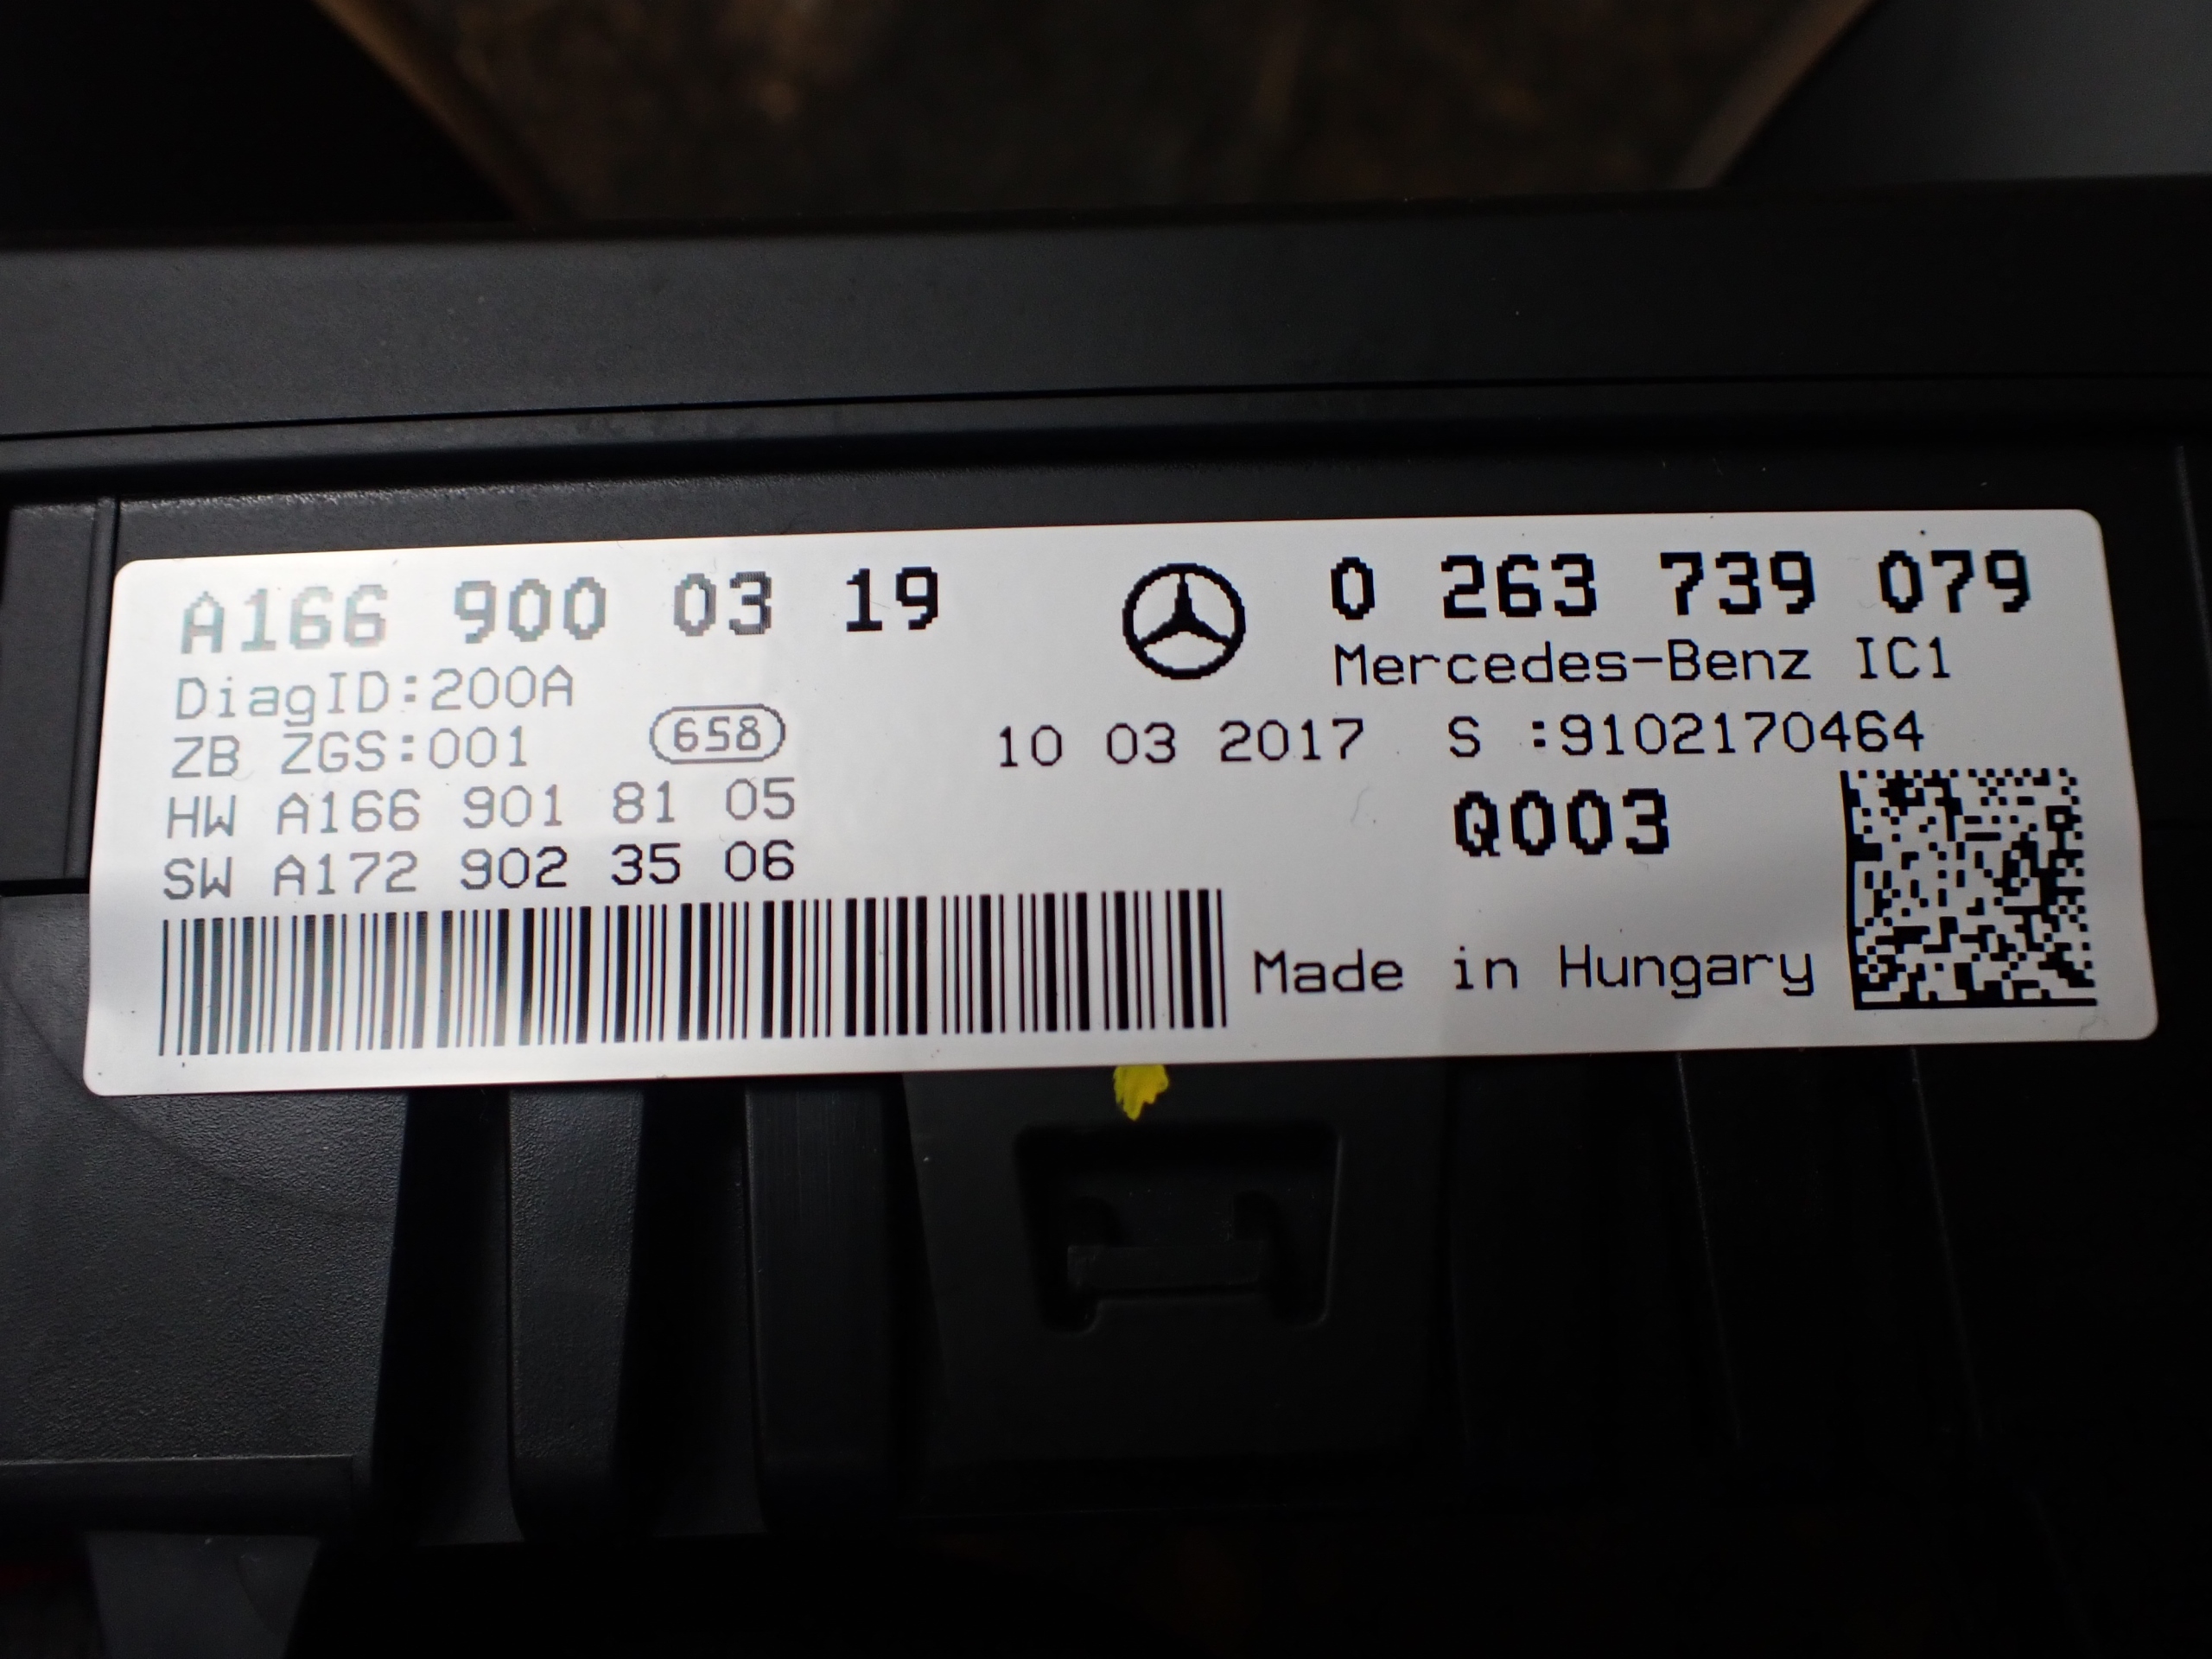 A166 900 03 19
DiagID:200A
ZB ZGS:001
658
HW A166 901 81 05
SW A172 902 35 06
0 263 739 079
Mercedes-Benz IC1
10 03 2017 S :9102170464
Q003
Made in Hungary